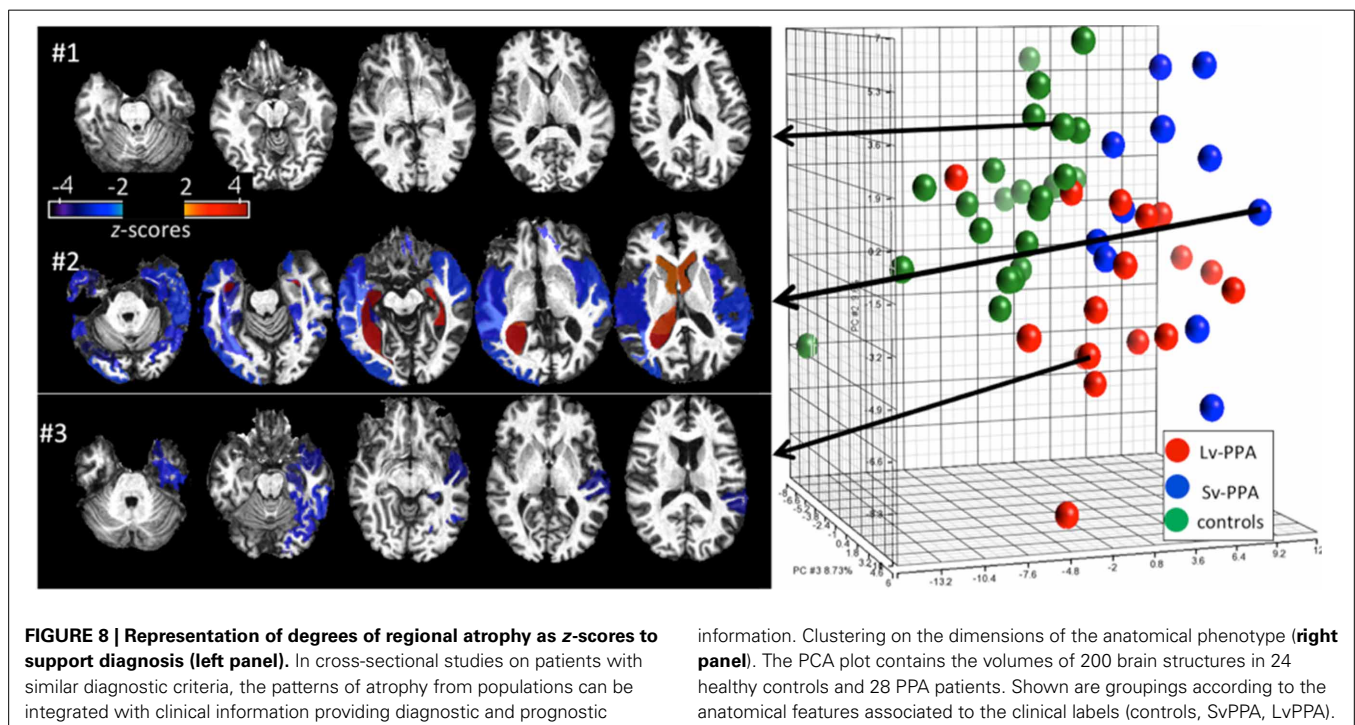 #1
-4 -2 2 4
z-scores
#2
#3
7
5.3
3.6
1.9
0.2
-1.5
-3.2
-4.9
-6.6
-8.8
PC #3 8.73%
-13.2 -10.4 -7.6 -4.8 -2 0.8 3.6 6.4 9.2 12
Lv-PPA
Sv-PPA
controls
FIGURE 8 | Representation of degrees of regional atrophy as z-scores to
support diagnosis (left panel). In cross-sectional studies on patients with
similar diagnostic criteria, the patterns of atrophy from populations can be
integrated with clinical information providing diagnostic and prognostic
information. Clustering on the dimensions of the anatomical phenotype (right
panel). The PCA plot contains the volumes of 200 brain structures in 24
healthy controls and 28 PPA patients. Shown are groupings according to the
anatomical features associated to the clinical labels (controls, SvPPA, LvPPA).